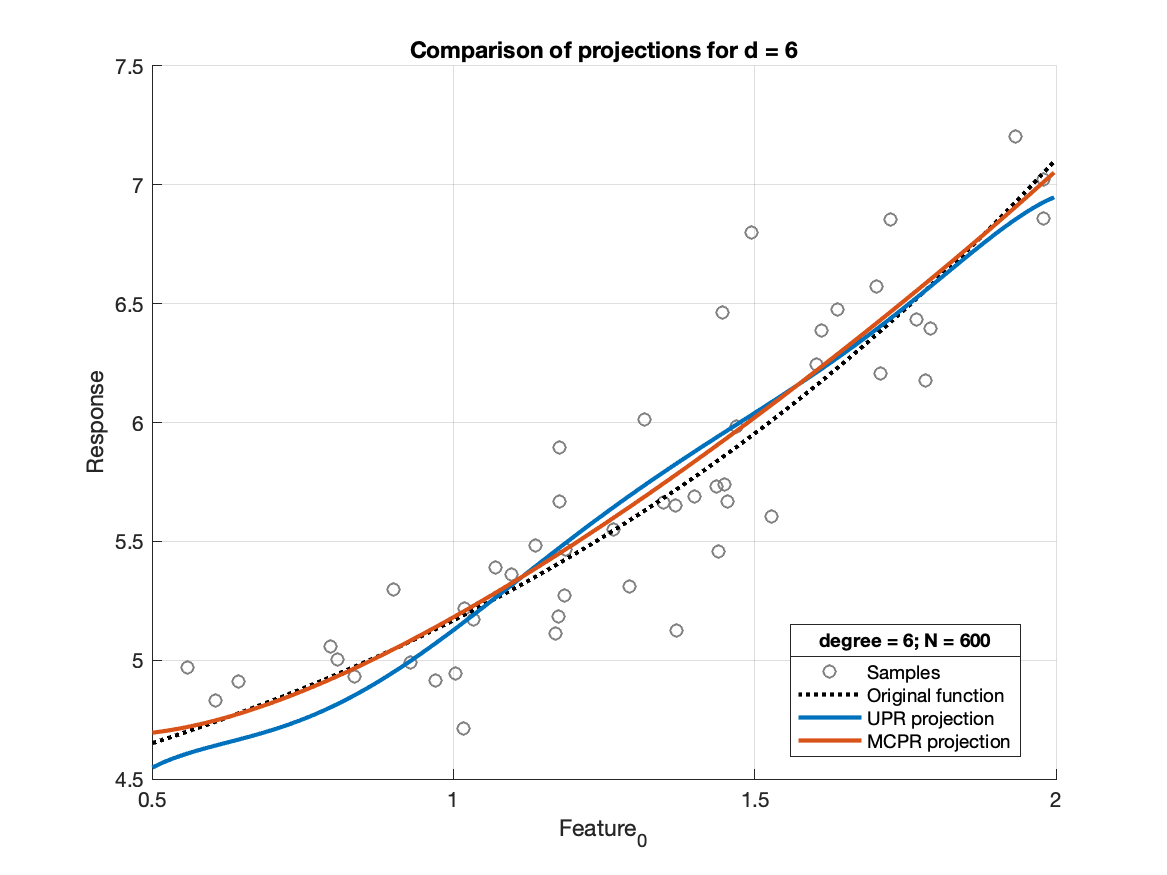 Comparison of projections for d = 6
7.5
7
6.5
6
5.5
5
4.5
Response
0.5
1
1.5
2
Feature₀
degree = 6; N = 600
Samples
Original function
UPR projection
MCPR projection